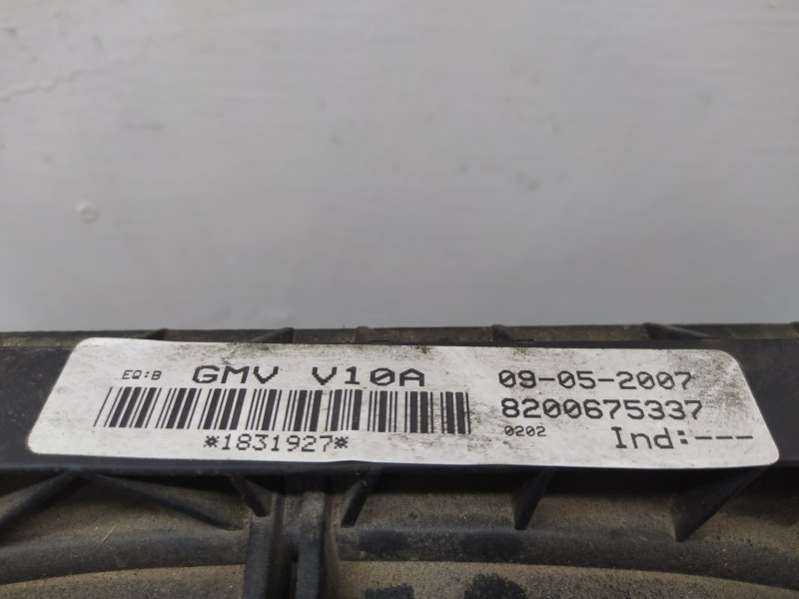 EQ:B GMV V10A 09-05-2007
8200675337
*1831927* 0202 Ind:---